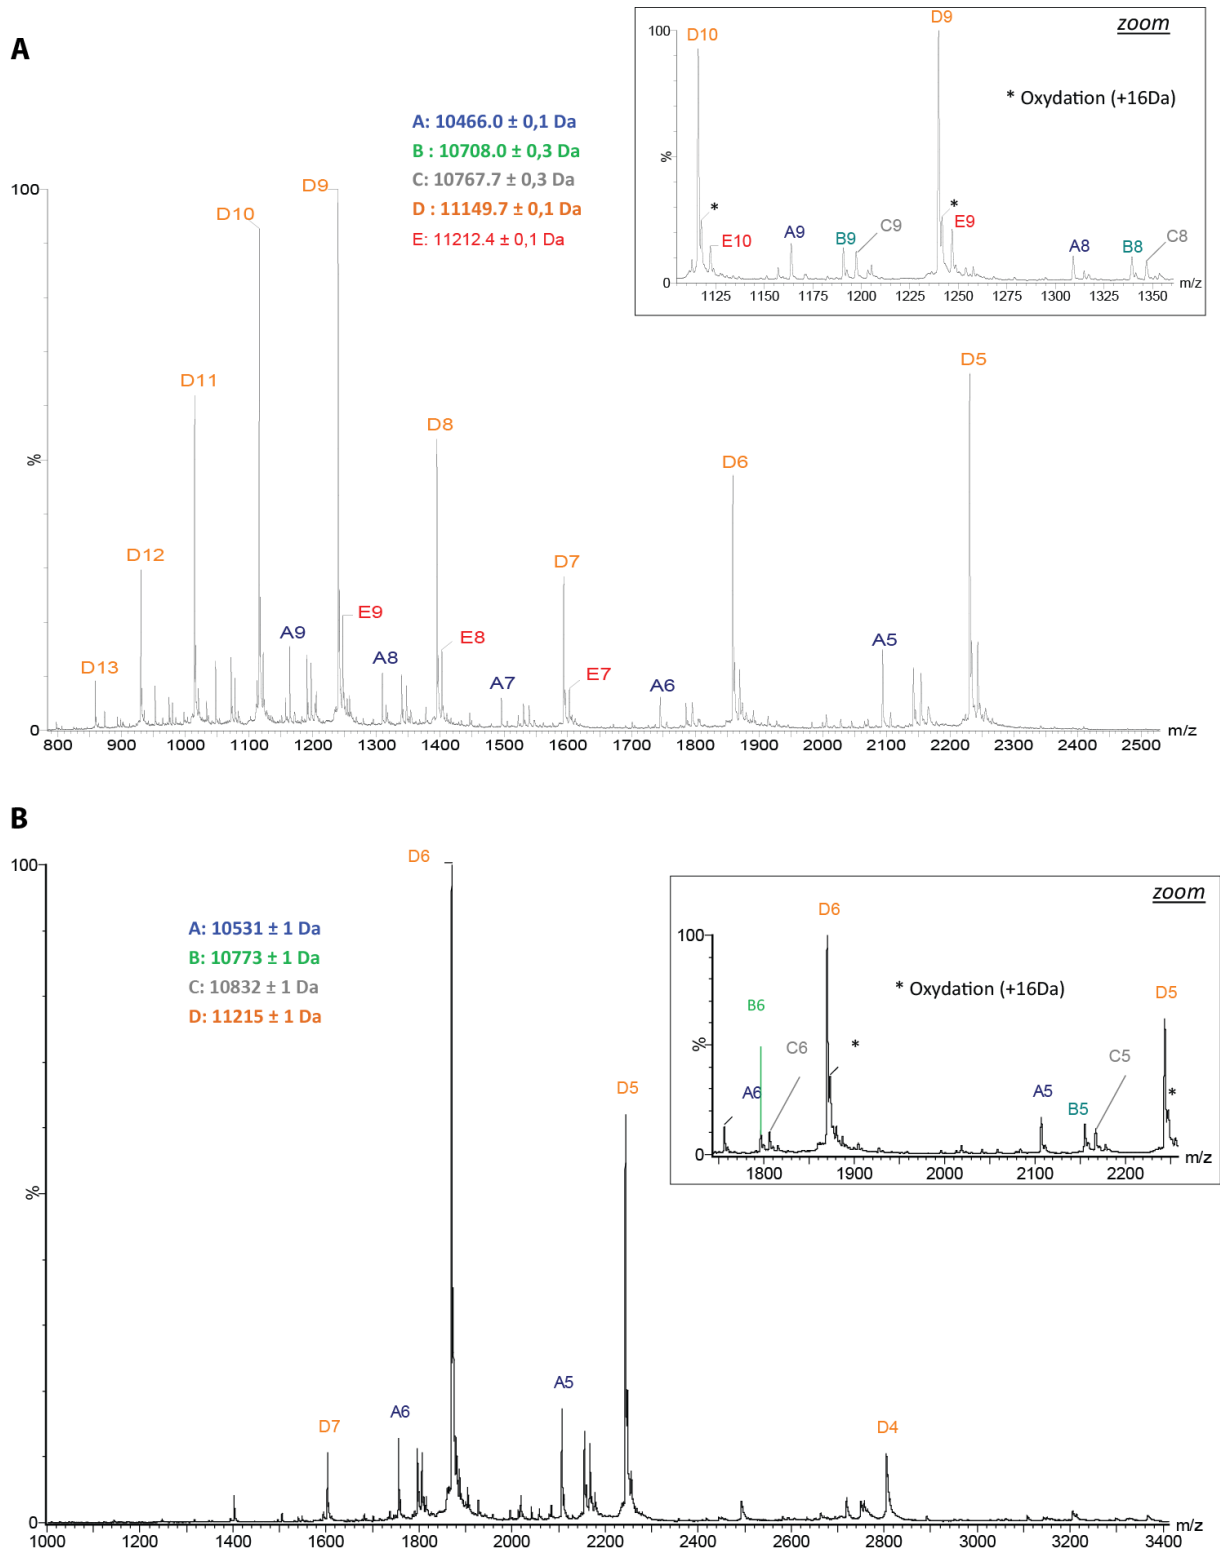 A
zoom
D10
D9
* Oxydation (+16Da)
100
%
0
*
*
E10
E9
A9
B9
C9
A8
B8
C8
1125 1150 1175 1200 1225 1250 1275 1300 1325 1350 m/z
A: 10466.0 ± 0,1 Da
B : 10708.0 ± 0,3 Da
C: 10767.7 ± 0,3 Da
D : 11149.7 ± 0,1 Da
E: 11212.4 ± 0,1 Da
100
%
0
D13
D12
D11
D10
D9
E9
A9
A8
D8
E8
A7
D7
E7
A6
D6
A5
D5
800 900 1000 1100 1200 1300 1400 1500 1600 1700 1800 1900 2000 2100 2200 2300 2400 2500 m/z
B
100
%
0
A: 10531 ± 1 Da
B: 10773 ± 1 Da
C: 10832 ± 1 Da
D: 11215 ± 1 Da
D7
A6
D6
A5
D5
D4
1000 1200 1400 1600 1800 2000 2200 2400 2600 2800 3000 3200 3400 m/z
zoom
* Oxydation (+16Da)
100
%
0
A6
B6
C6
D6
*
A5
B5
C5
D5
*
1800 1900 2000 2100 2200 m/z